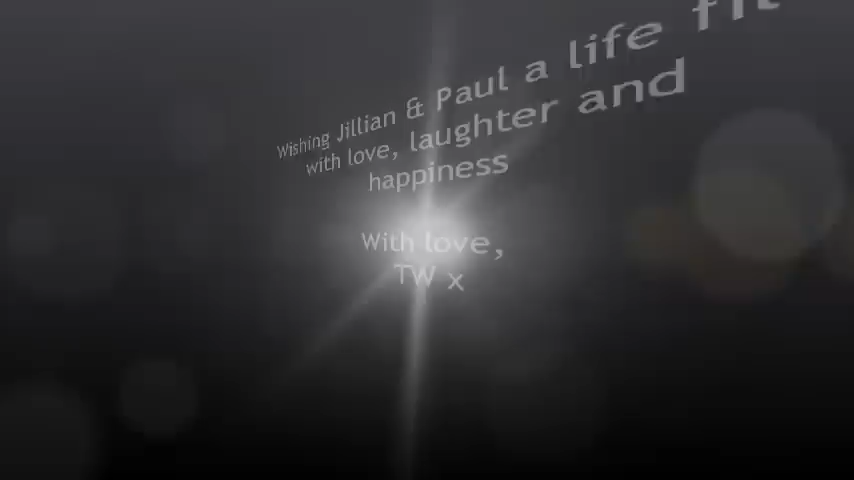 Wishing Jillian & Paul a life
with love, laughter and
happiness
With love,
TW x